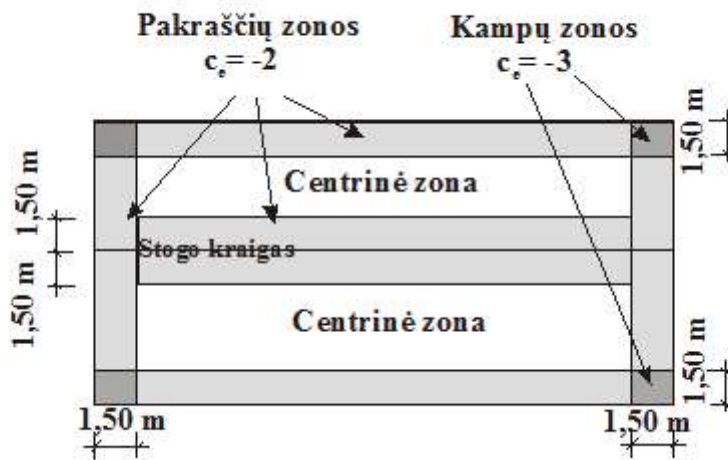 Pakraščių zonos
cₑ= -2
Kampų zonos
cₑ= -3
1,50 m
1,50 m
Centrinė zona
Stogo kraigas
1,50 m
Centrinė zona
1,50 m
1,50 m
1,50 m